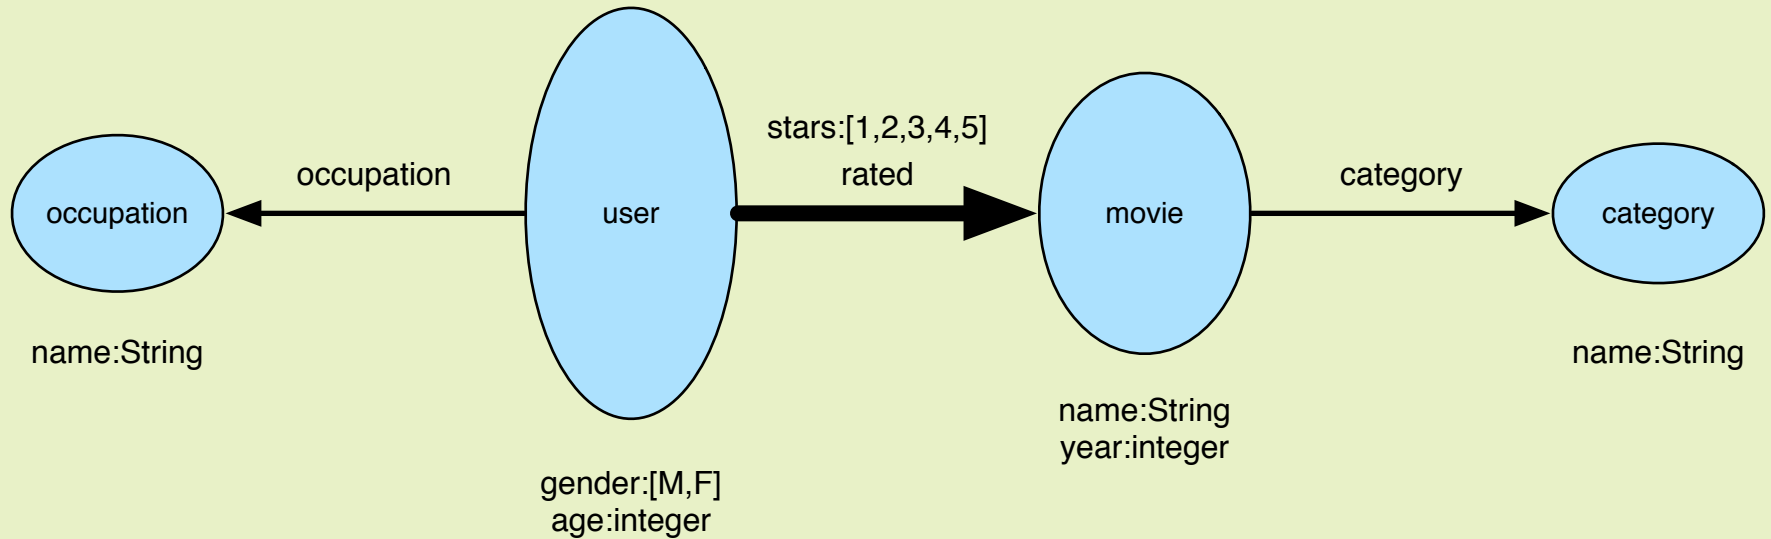 occupation
name:String
occupation
user
gender:[M,F]
age:integer
stars:[1,2,3,4,5]
rated
movie
name:String
year:integer
category
category
name:String